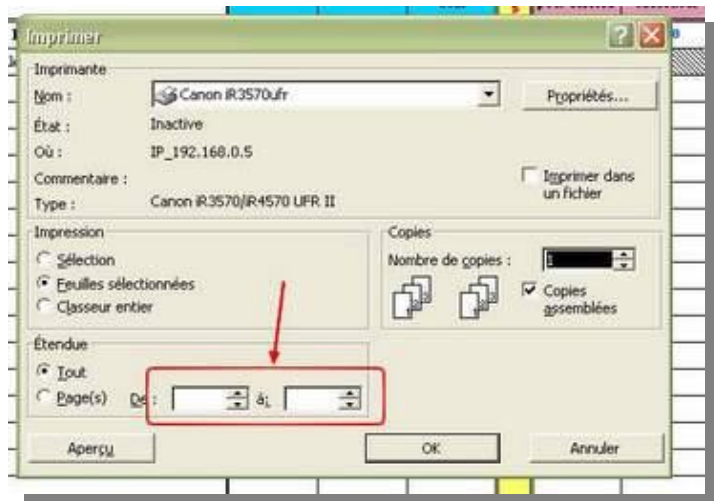 Imprimer
Imprimante
Nom :
Canon iR3570ufr
Propriétés...
État :
Inactive
Où :
IP_192.168.0.5
Commentaire :
Imprimer dans
un fichier
Type :
Canon iR3570/iR4570 UFR II
Impression
Sélection
Feuilles sélectionnées
Classeur entier
Copies
Nombre de copies :
1
Copies
assemblées
Étendue
Tout
Page(s) De : à:
Aperçu
OK
Annuler